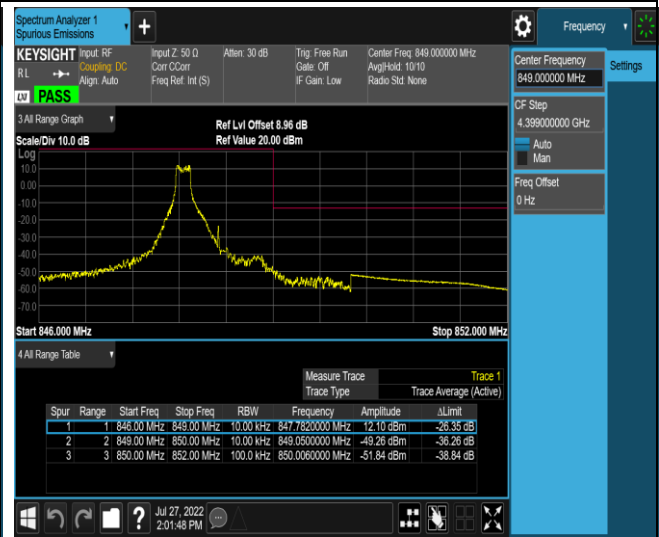 Spectrum Analyzer 1
Spurious Emissions
+
Frequency
KEYSIGHT
R L
LXI
PASS
Input: RF
Coupling: DC
Align: Auto
Input Z: 50 Ω
Corr CCorr
Freq Ref: Int (S)
Atten: 30 dB
Trig: Free Run
Gate: Off
IF Gain: Low
Center Freq: 849.000000 MHz
Avg|Hold: 10/10
Radio Std: None
3 All Range Graph
Scale/Div 10.0 dB
Ref Lvl Offset 8.96 dB
Ref Value 20.00 dBm
Log
10.0
0.00
-10.0
-20.0
-30.0
-40.0
-50.0
-60.0
-70.0
Start 846.000 MHz
Stop 852.000 MHz
4 All Range Table
Measure Trace Trace 1
Trace Type Trace Average (Active)
Spur Range Start Freq Stop Freq RBW Frequency Amplitude ΔLimit
1 1 846.00 MHz 849.00 MHz 10.00 kHz 847.7820000 MHz 12.10 dBm -26.35 dB
2 2 849.00 MHz 850.00 MHz 10.00 kHz 849.0500000 MHz -49.26 dBm -36.26 dB
3 3 850.00 MHz 852.00 MHz 100.0 kHz 850.0060000 MHz -51.84 dBm -38.84 dB
Center Frequency
849.000000 MHz
Settings
CF Step
4.399000000 GHz
Auto
Man
Freq Offset
0 Hz
?
Jul 27, 2022
2:01:48 PM